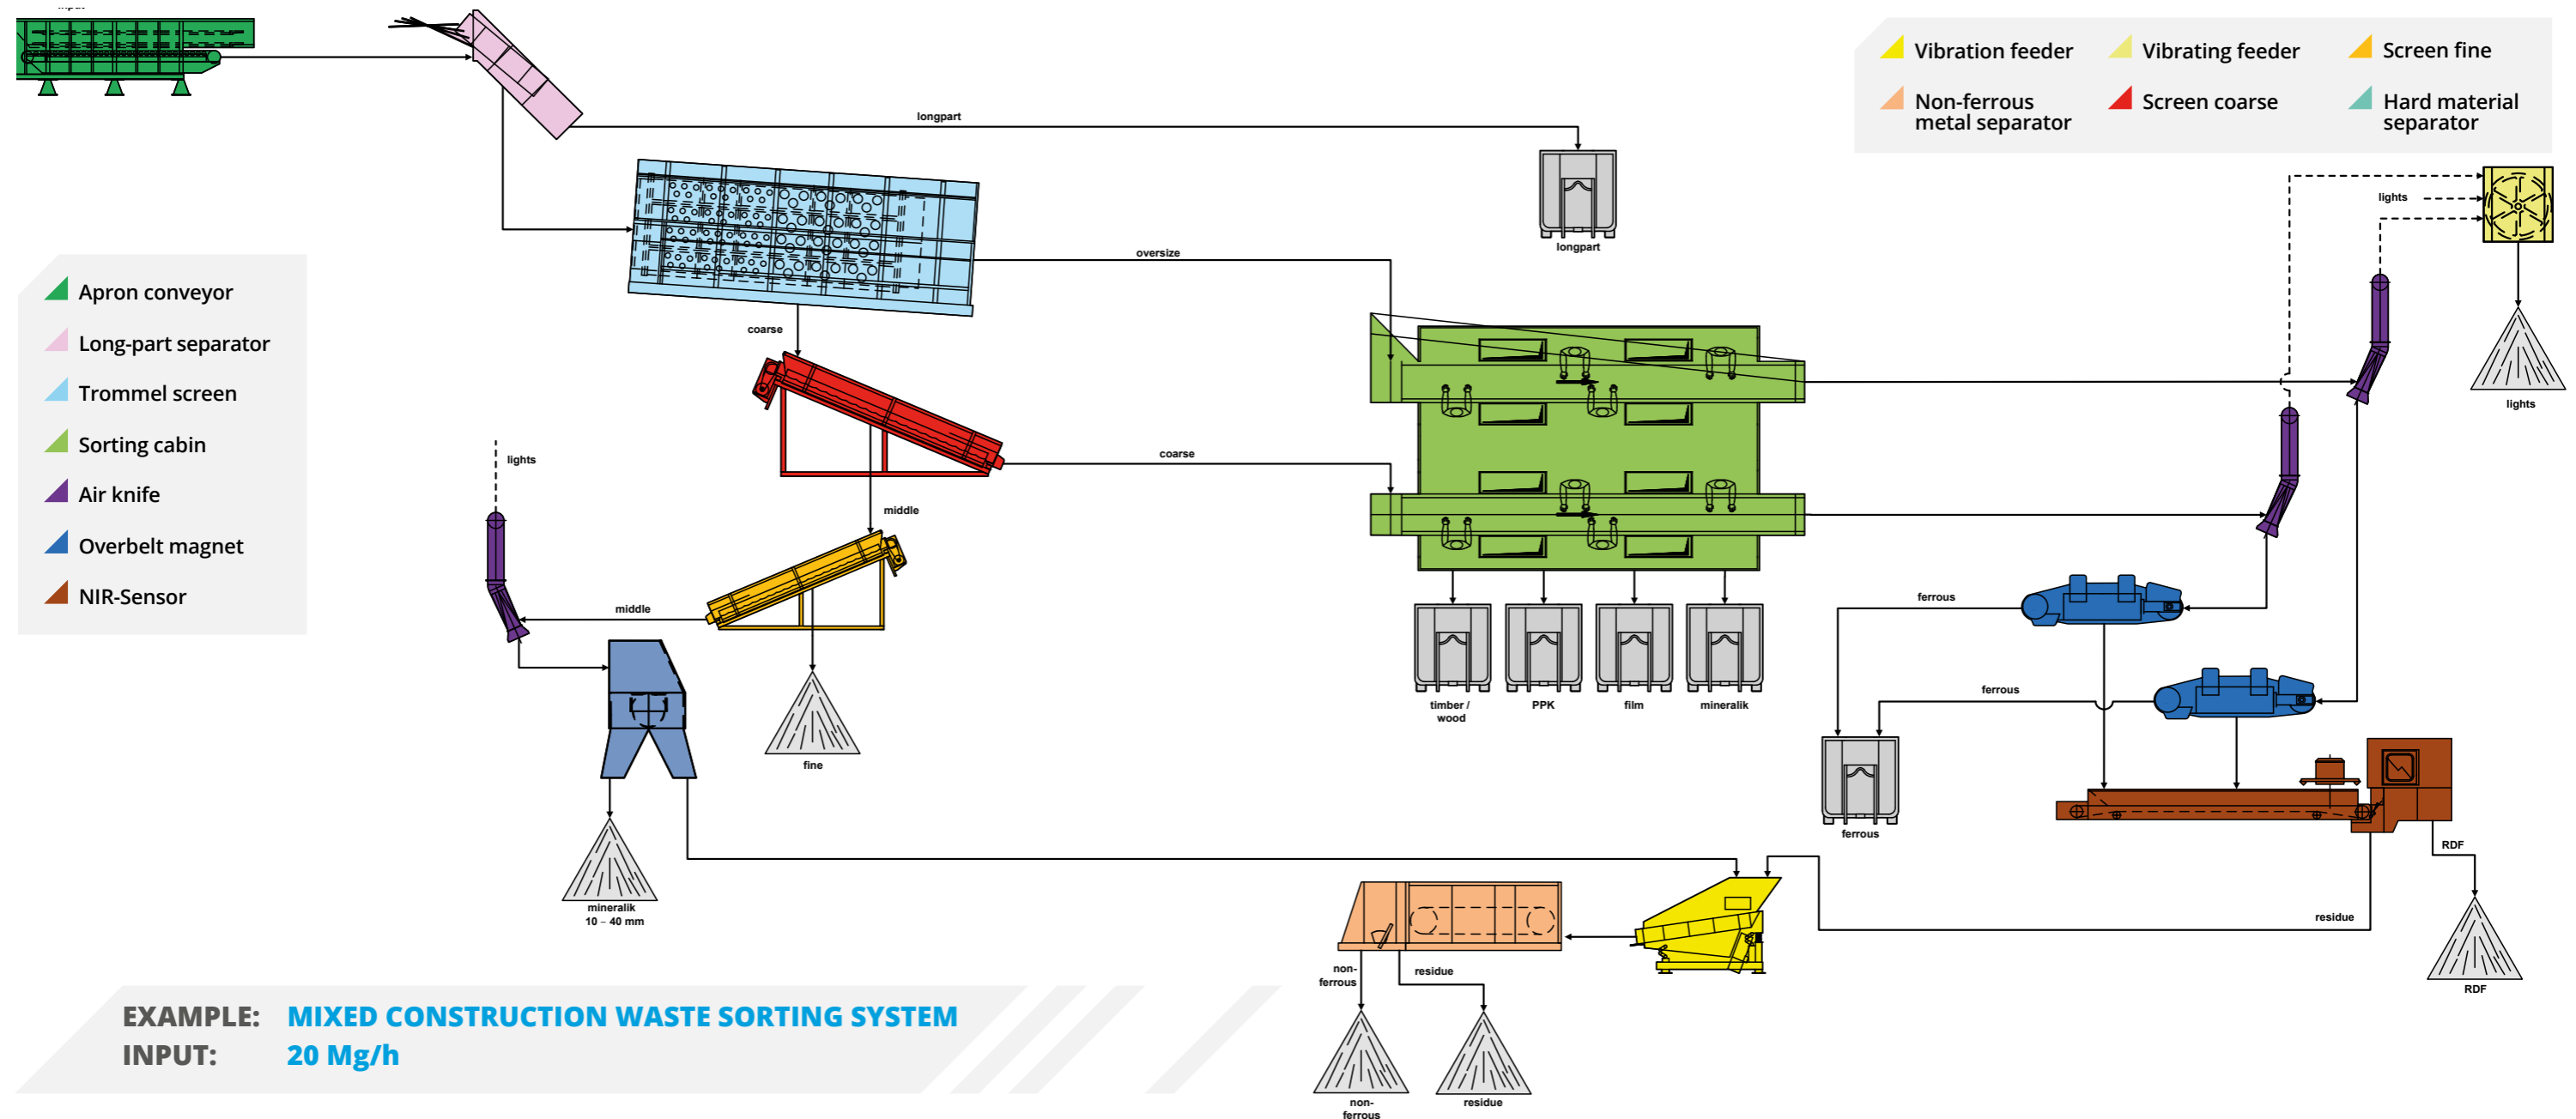 input
Vibration feeder
Vibrating feeder
Screen fine
Non-ferrous
metal separator
Screen coarse
Hard material
separator
longpart
longpart
lights
oversize
Apron conveyor
Long-part separator
Trommel screen
Sorting cabin
Air knife
Overbelt magnet
NIR-Sensor
coarse
lights
coarse
lights
middle
middle
ferrous
ferrous
timber /
wood
PPK
film
mineralik
fine
ferrous
RDF
mineralik
10 – 40 mm
residue
non-
ferrous
residue
RDF
EXAMPLE: MIXED CONSTRUCTION WASTE SORTING SYSTEM
INPUT: 20 Mg/h
non-
ferrous
residue